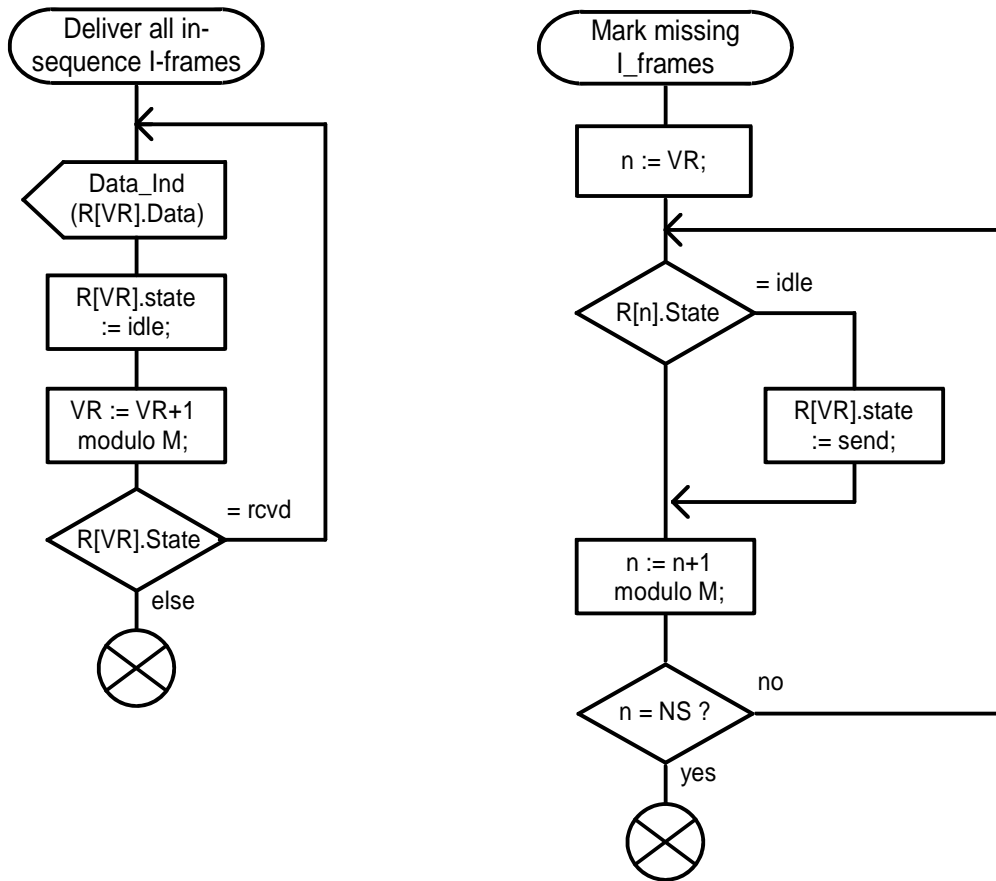 Deliver all in-
sequence I-frames
Data_Ind
(R[VR].Data)
R[VR].state
:= idle;
VR := VR+1
modulo M;
= rcvd
R[VR].State
else
Mark missing
I_frames
n := VR;
= idle
R[n].State
R[VR].state
:= send;
n := n+1
modulo M;
no
n = NS ?
yes